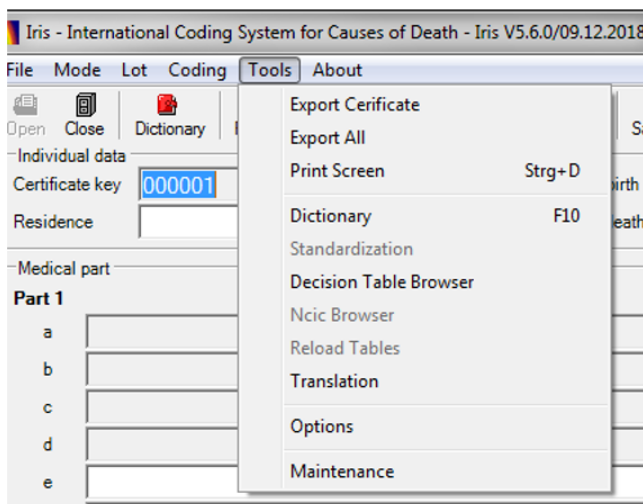 Iris - International Coding System for Causes of Death - Iris V5.6.0/09.12.2018
File Mode Lot Coding Tools About
Open Close Dictionary
Individual data
Certificate key 000001
Residence
Medical part
Part 1
a
b
c
d
e
Export Cerificate
Export All
Print Screen Strg+D
Dictionary F10
Standardization
Decision Table Browser
Ncic Browser
Reload Tables
Translation
Options
Maintenance